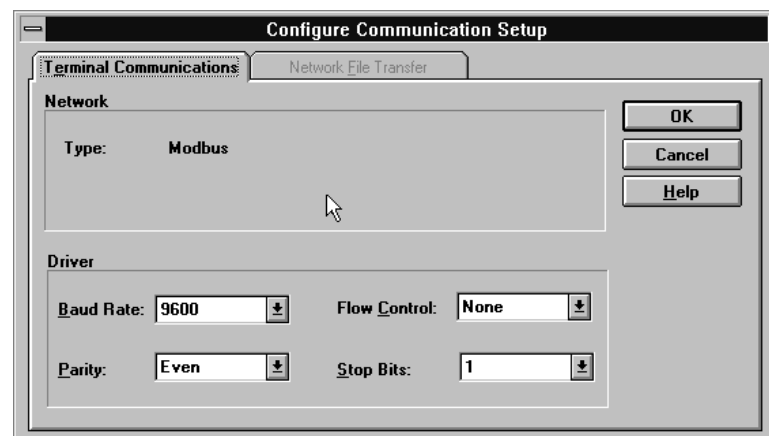 Configure Communication Setup
Terminal Communications Network File Transfer
Network
Type: Modbus
OK
Cancel
Help
Driver
Baud Rate: 9600 Flow Control: None
Parity: Even Stop Bits: 1